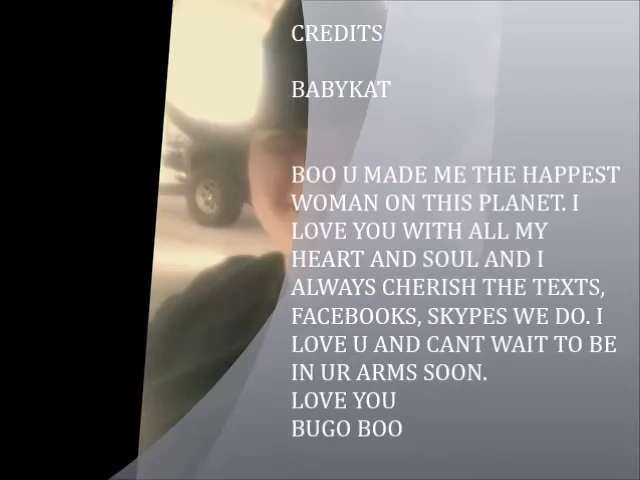 CREDITS
BABYKAT
BOO U MADE ME THE HAPPEST
WOMAN ON THIS PLANET. I
LOVE YOU WITH ALL MY
HEART AND SOUL AND I
ALWAYS CHERISH THE TEXTS,
FACEBOOKS, SKYPES WE DO. I
LOVE U AND CANT WAIT TO BE
IN UR ARMS SOON.
LOVE YOU
BUGO BOO